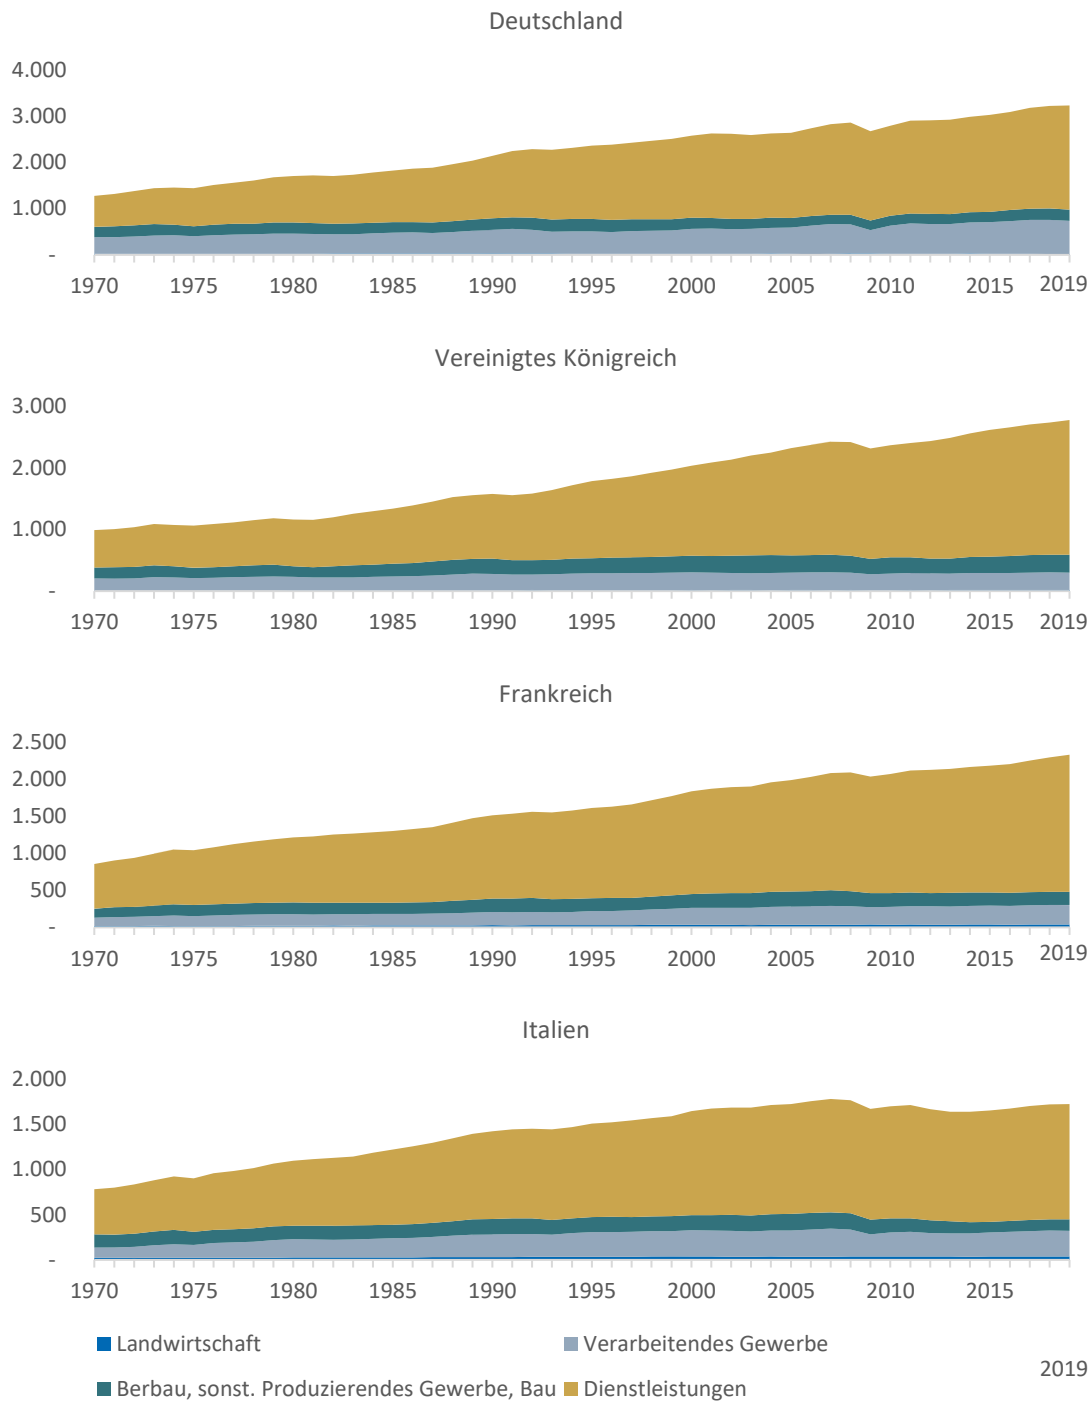 Deutschland
4.000
3.000
2.000
1.000
-
1970 1975 1980 1985 1990 1995 2000 2005 2010 2015 2019
Vereinigtes Königreich
3.000
2.000
1.000
-
1970 1975 1980 1985 1990 1995 2000 2005 2010 2015 2019
Frankreich
2.500
2.000
1.500
1.000
500
-
1970 1975 1980 1985 1990 1995 2000 2005 2010 2015 2019
Italien
2.000
1.500
1.000
500
-
1970 1975 1980 1985 1990 1995 2000 2005 2010 2015
Landwirtschaft Verarbeitendes Gewerbe
2019
Berbau, sonst. Produzierendes Gewerbe, Bau Dienstleistungen